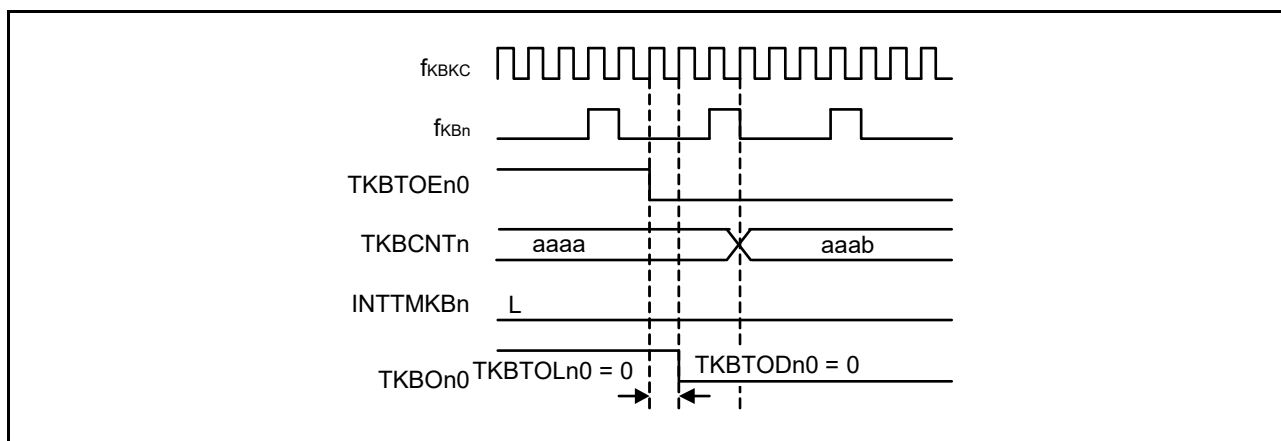 fKBKC
fKBn
TKBTOEn0
TKBCNTn aaaa aaab
INTTMKBn L
TKBOn0 TKBTOLn0 = 0 TKBTODn0 = 0